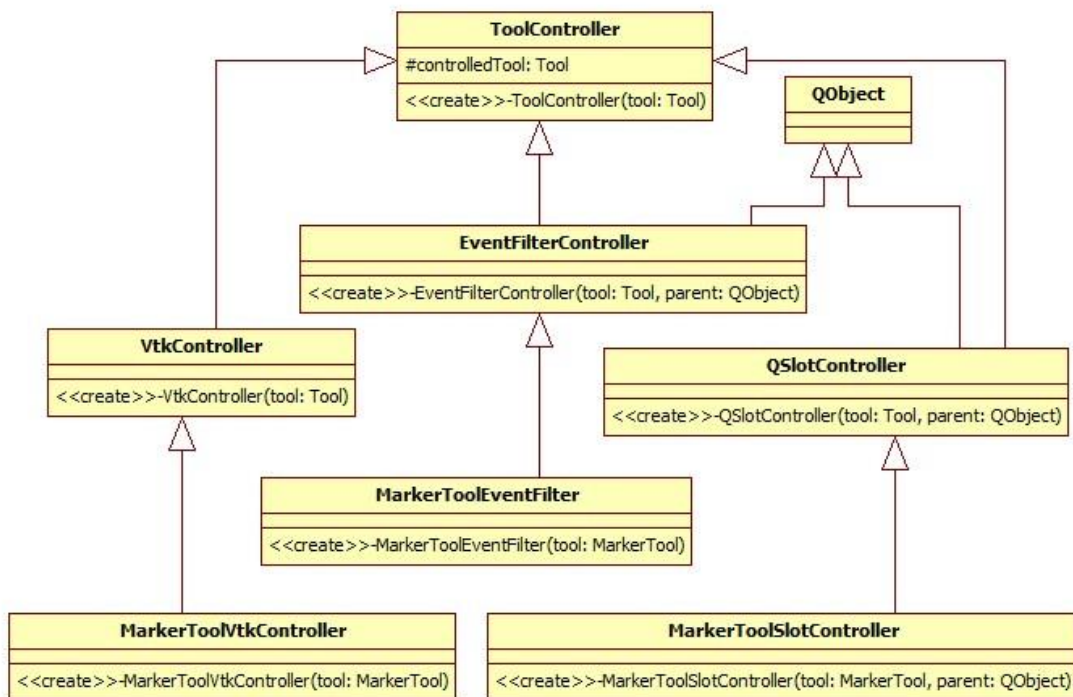 ToolController
#controlledTool: Tool
<<create>>-ToolController(tool: Tool)
QObject
EventFilterController
<<create>>-EventFilterController(tool: Tool, parent: QObject)
VtkController
<<create>>-VtkController(tool: Tool)
QSlotController
<<create>>-QSlotController(tool: Tool, parent: QObject)
MarkerToolEventFilter
<<create>>-MarkerToolEventFilter(tool: MarkerTool)
MarkerToolVtkController
<<create>>-MarkerToolVtkController(tool: MarkerTool)
MarkerToolSlotController
<<create>>-MarkerToolSlotController(tool: MarkerTool, parent: QObject)